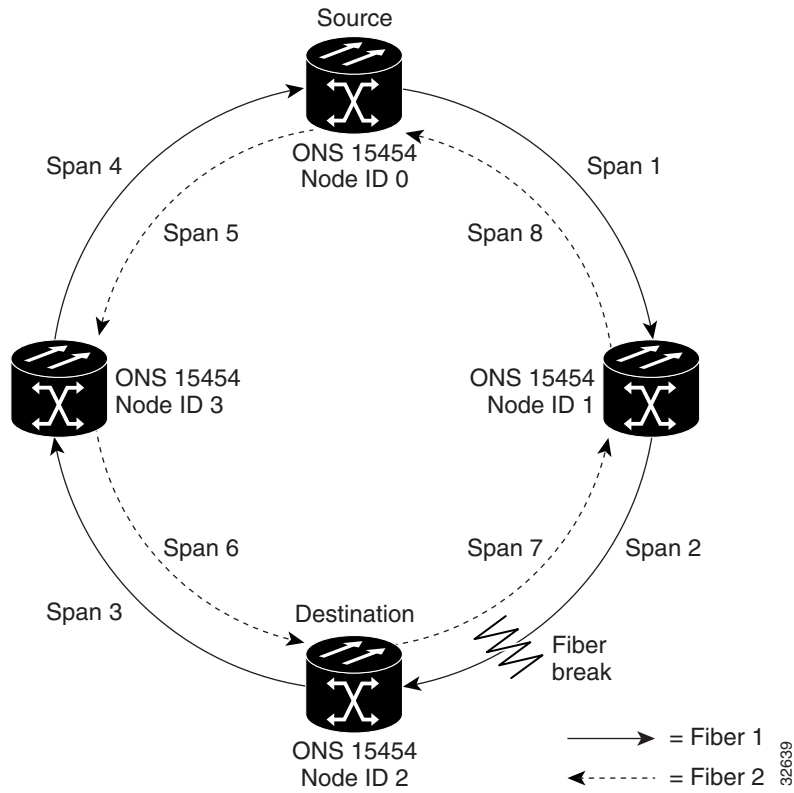 Source
ONS 15454
Node ID 0
Span 4
Span 1
Span 5
Span 8
ONS 15454
Node ID 3
ONS 15454
Node ID 1
Span 6
Span 7
Span 2
Span 3
Destination
Fiber
break
ONS 15454
Node ID 2
= Fiber 1
= Fiber 2
32639